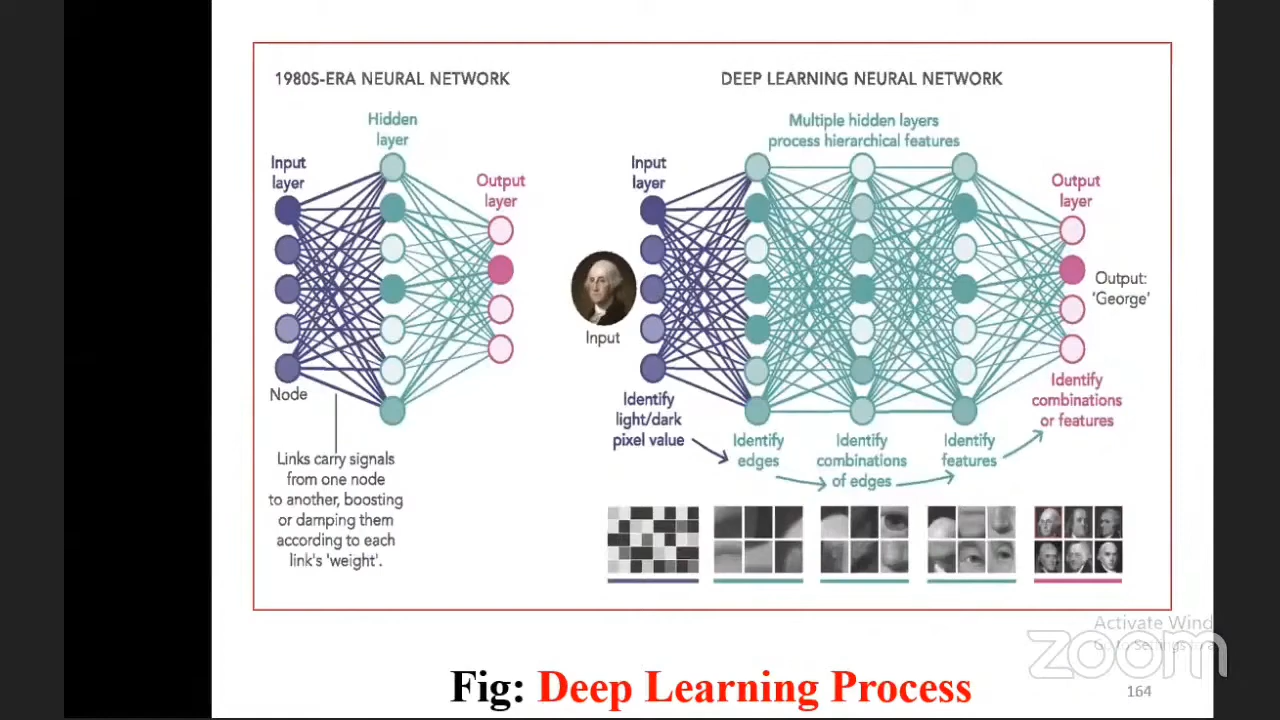 1980S-ERA NEURAL NETWORK
Hidden
layer
Input
layer
Output
layer
Node
Links carry signals
from one node
to another, boosting
or damping them
according to each
link's 'weight'.
DEEP LEARNING NEURAL NETWORK
Multiple hidden layers
process hierarchical features
Input
layer
Output
layer
Input
Output:
'George'
Identify
light/dark
pixel value
Identify
edges
Identify
combinations
of edges
Identify
features
Identify
combinations
or features
Activate Wind
zoom
Fig: Deep Learning Process
164